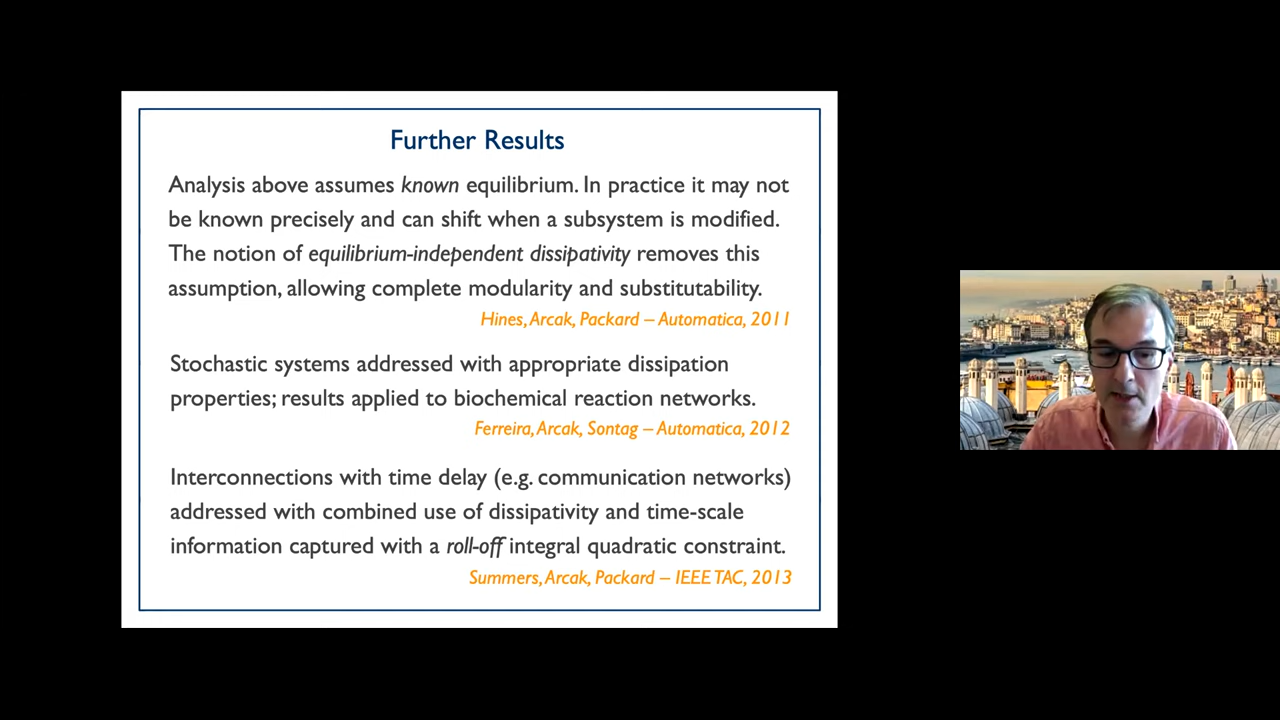 Further Results
Analysis above assumes known equilibrium. In practice it may not
be known precisely and can shift when a subsystem is modified.
The notion of equilibrium-independent dissipativity removes this
assumption, allowing complete modularity and substitutability.
Hines, Arcak, Packard – Automatica, 2011
Stochastic systems addressed with appropriate dissipation
properties; results applied to biochemical reaction networks.
Ferreira, Arcak, Sontag – Automatica, 2012
Interconnections with time delay (e.g. communication networks)
addressed with combined use of dissipativity and time-scale
information captured with a roll-off integral quadratic constraint.
Summers, Arcak, Packard – IEEE TAC, 2013